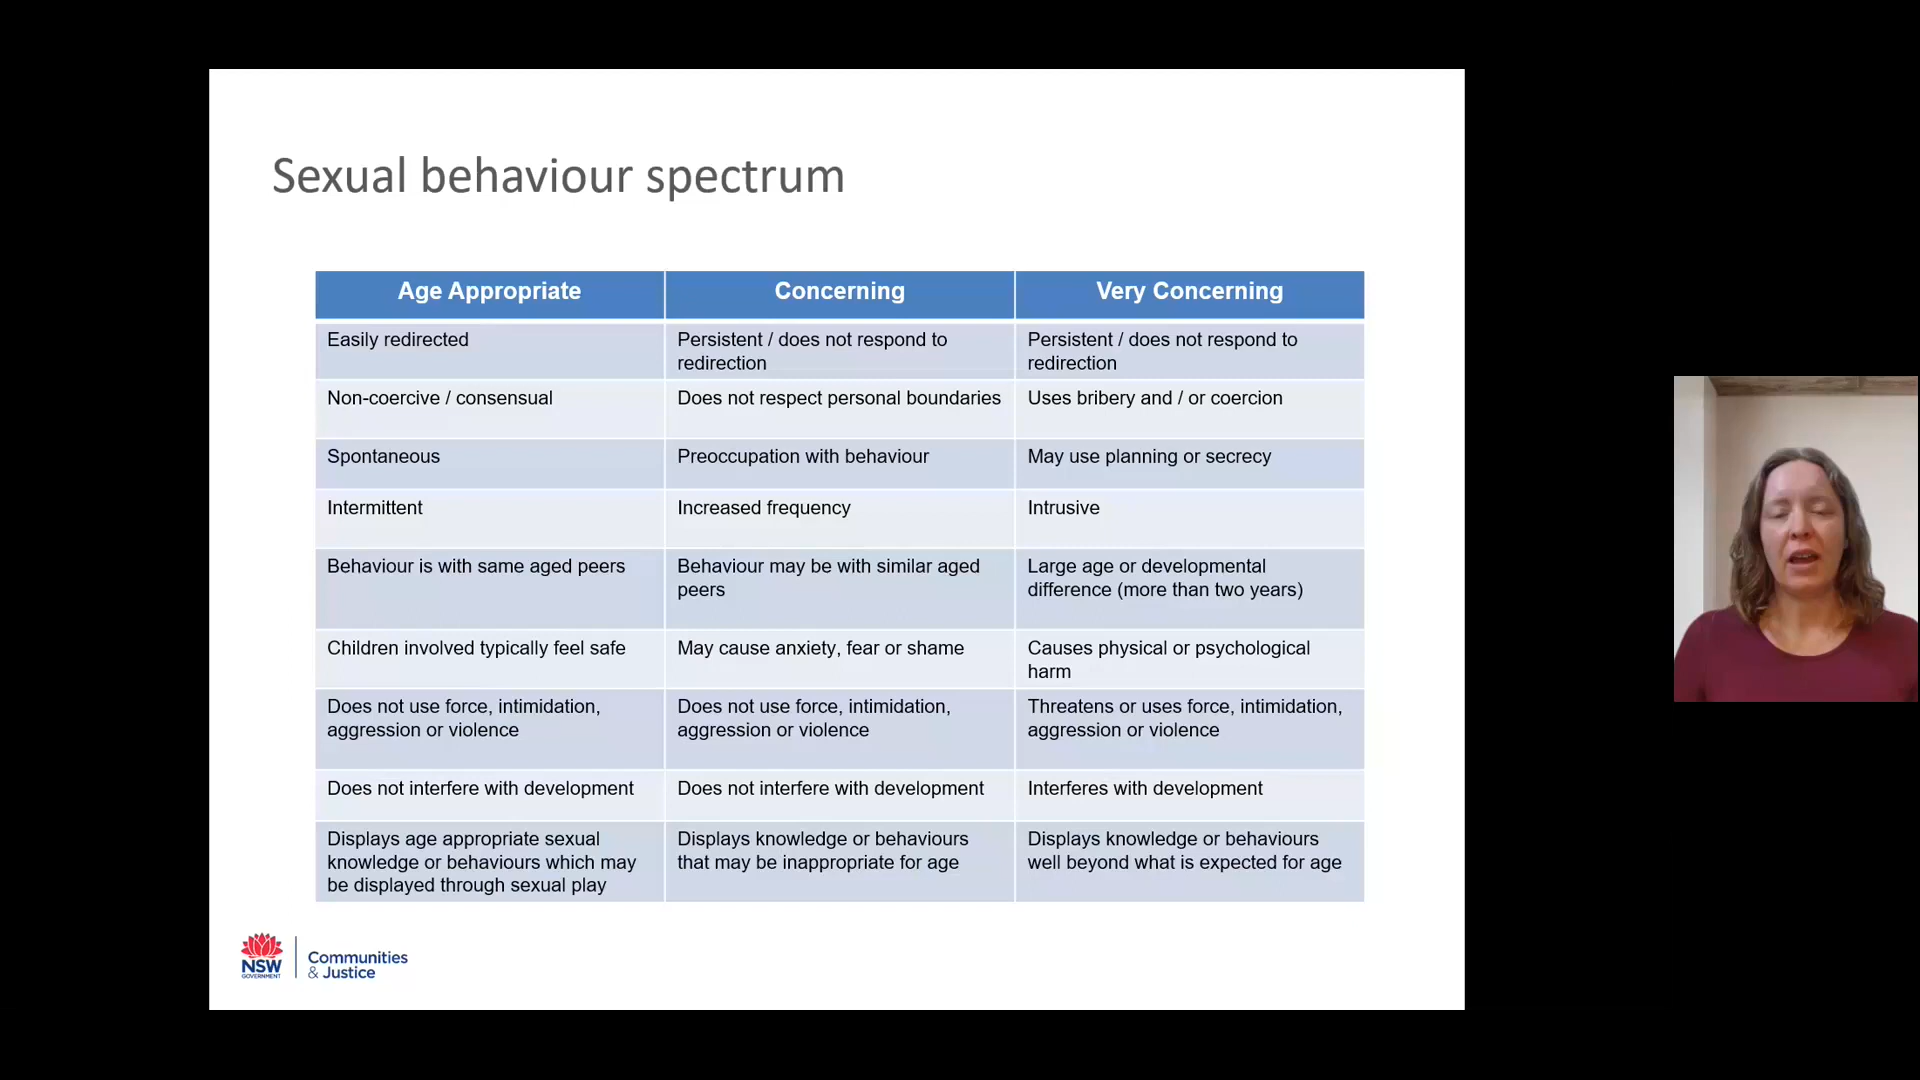 Sexual behaviour spectrum
Age Appropriate
Concerning
Very Concerning
Easily redirected
Persistent / does not respond to
redirection
Persistent / does not respond to
redirection
Non-coercive / consensual
Does not respect personal boundaries
Uses bribery and / or coercion
Spontaneous
Preoccupation with behaviour
May use planning or secrecy
Intermittent
Increased frequency
Intrusive
Behaviour is with same aged peers
Behaviour may be with similar aged
peers
Large age or developmental
difference (more than two years)
Children involved typically feel safe
May cause anxiety, fear or shame
Causes physical or psychological
harm
Does not use force, intimidation,
aggression or violence
Does not use force, intimidation,
aggression or violence
Threatens or uses force, intimidation,
aggression or violence
Does not interfere with development
Does not interfere with development
Interferes with development
Displays age appropriate sexual
knowledge or behaviours which may
be displayed through sexual play
Displays knowledge or behaviours
that may be inappropriate for age
Displays knowledge or behaviours
well beyond what is expected for age
NSW
GOVERNMENT
Communities
& Justice